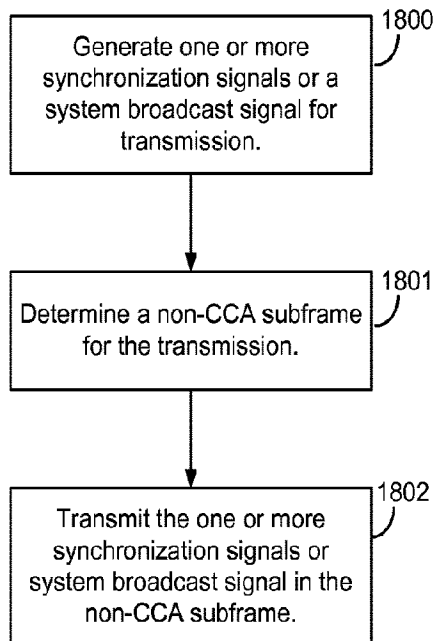 1800
Generate one or more
synchronization signals or a
system broadcast signal for
transmission.
1801
Determine a non-CCA subframe
for the transmission.
1802
Transmit the one or more
synchronization signals or
system broadcast signal in the
non-CCA subframe.